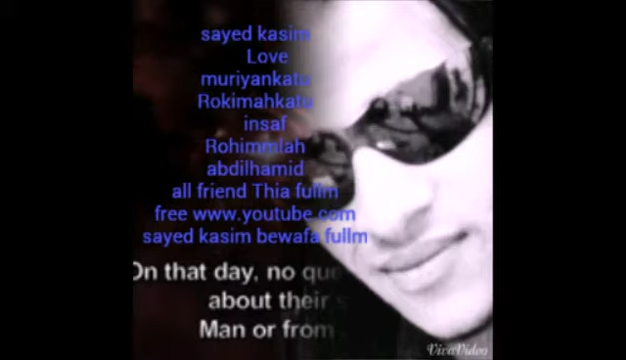 sayed kasim
Love
muriyankatu
Rokimahkatu
insaf
Rohimmlah
abdilhamid
all friend Thia fullm
free www.youtube.com
sayed kasim bewafa fullm
On that day, no que
about their
Man or from
VivaVideo